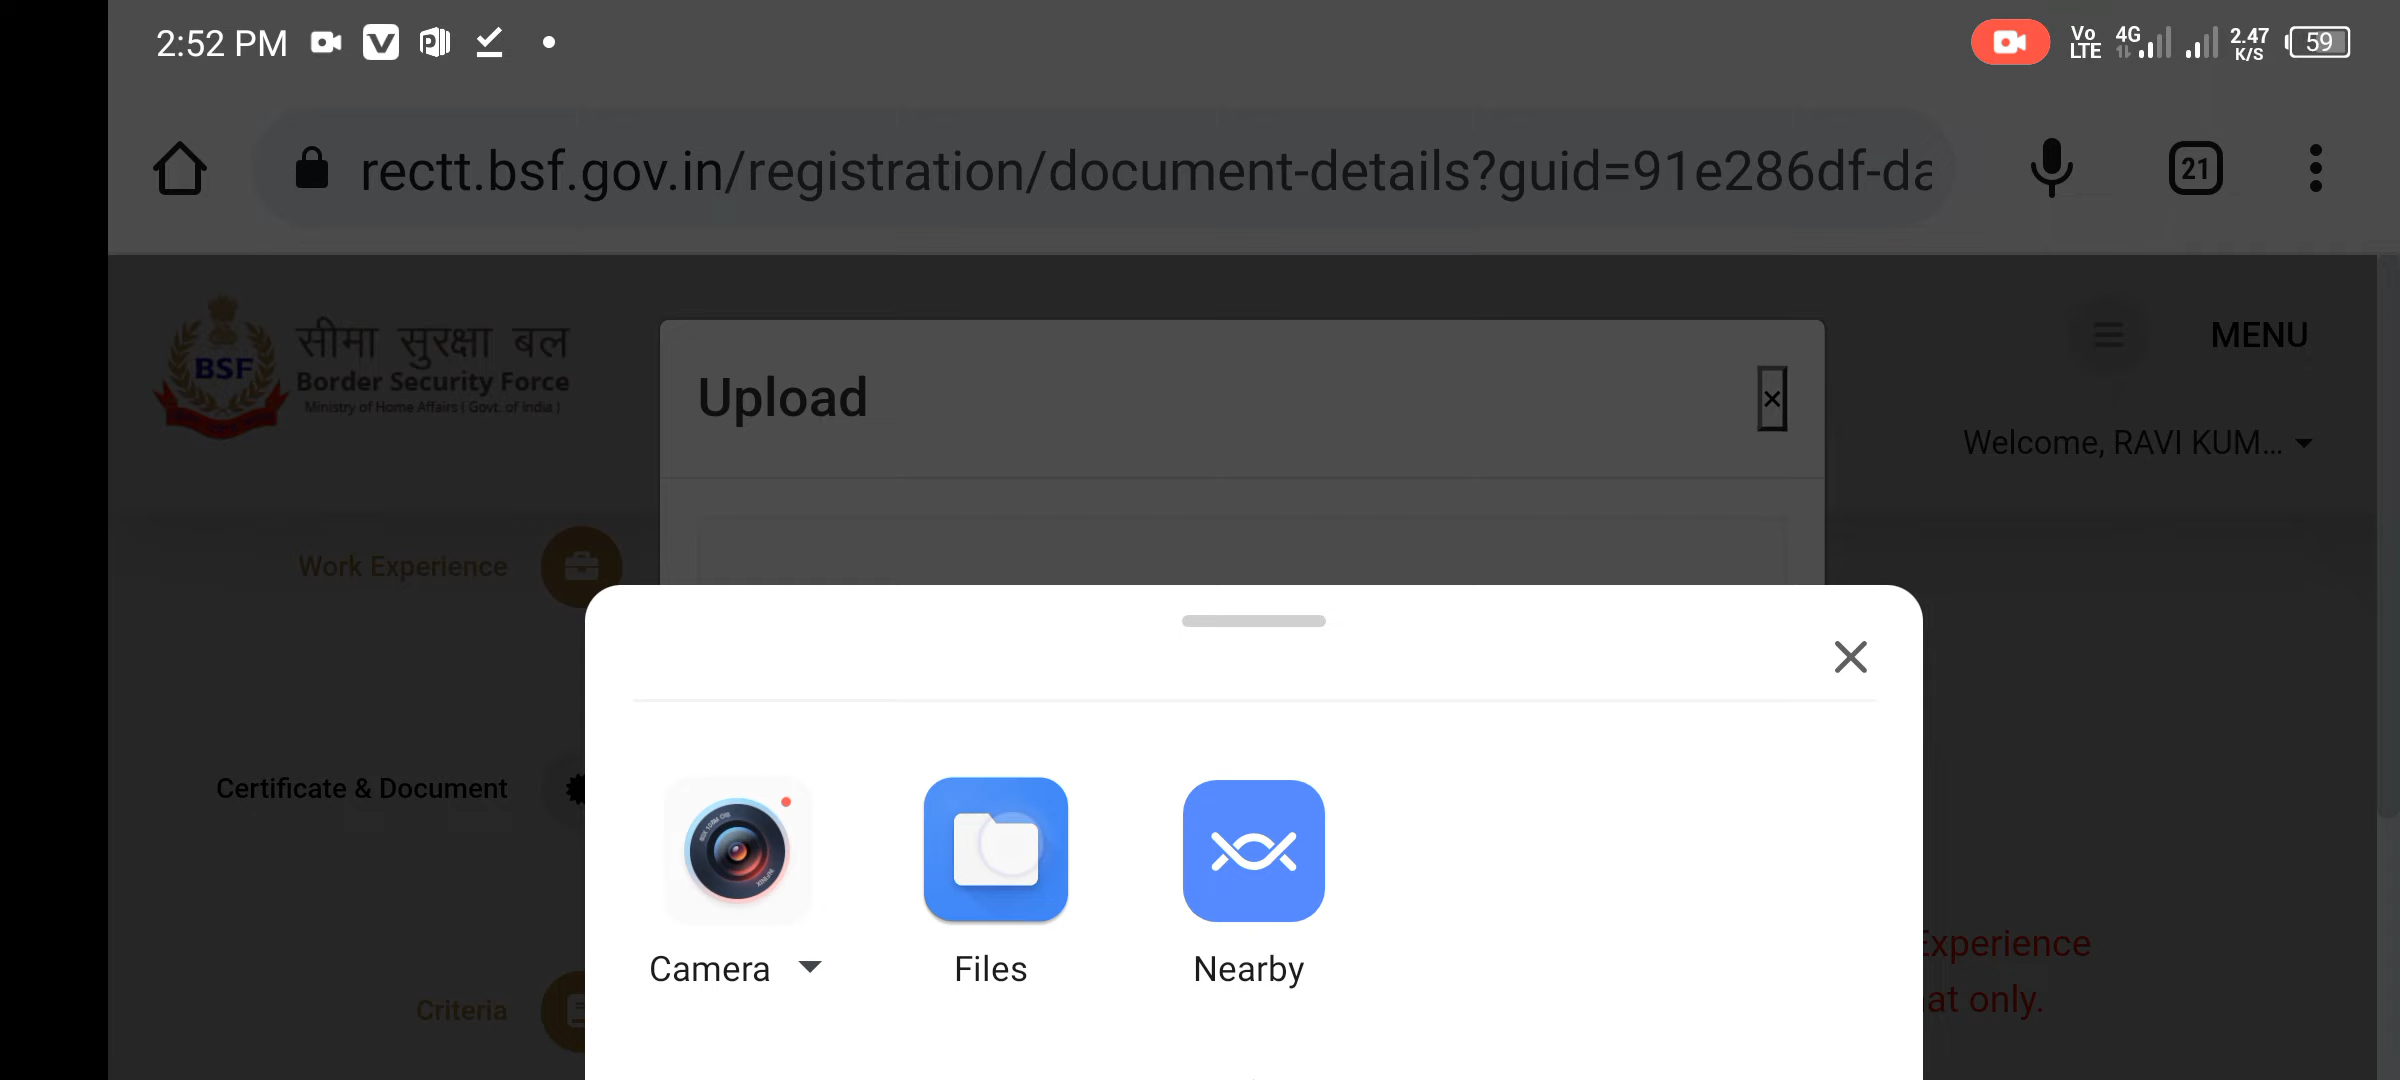 2:52 PM
Vo LTE 4G 2.47 K/S 59
rectt.bsf.gov.in/registration/document-details?guid=91e286df-da
21
सीमा सुरक्षा बल
BSF
Border Security Force
Ministry of Home Affairs ( Govt. of India )
MENU
Upload
Welcome, RAVI KUM...
Work Experience
Certificate & Document
Camera
Files
Nearby
Experience
at only.
Criteria